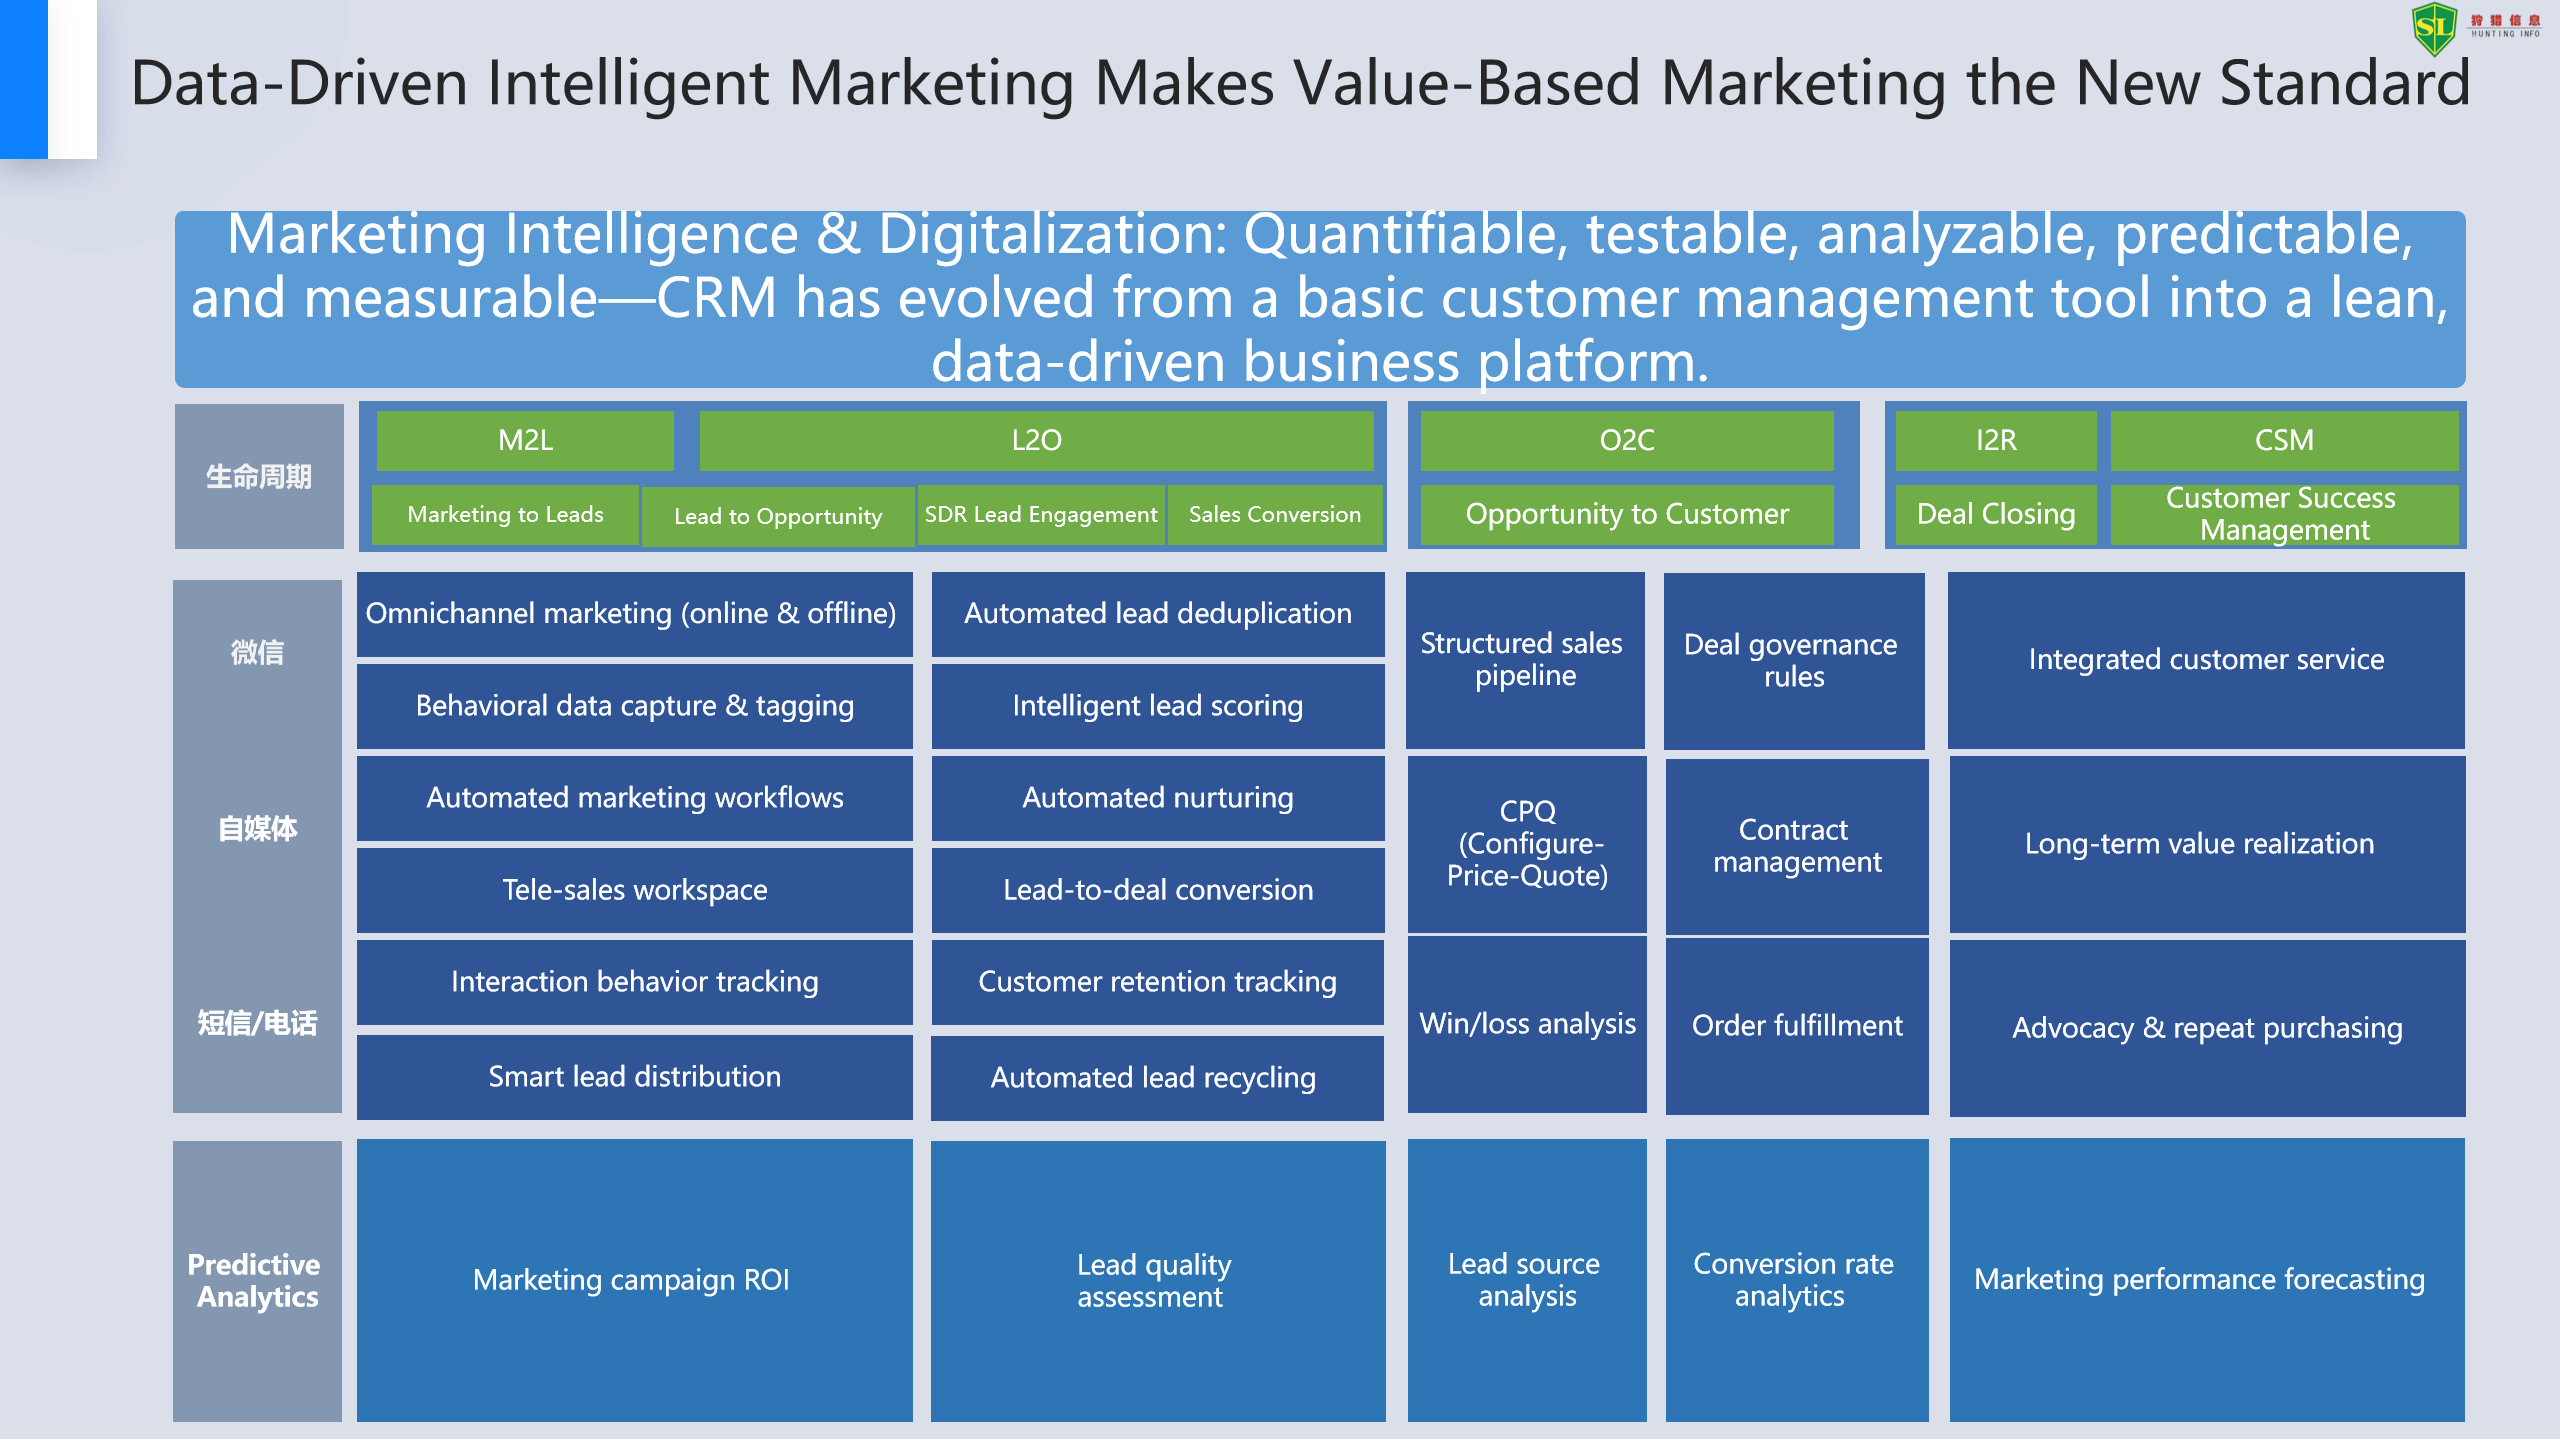 SL
狩猎信息
HUNTING INFO
Data-Driven Intelligent Marketing Makes Value-Based Marketing the New Standard
Marketing Intelligence & Digitalization: Quantifiable, testable, analyzable, predictable,
and measurable—CRM has evolved from a basic customer management tool into a lean,
data-driven business platform.
生命周期
M2L
L2O
O2C
I2R
CSM
Marketing to Leads
Lead to Opportunity
SDR Lead Engagement
Sales Conversion
Opportunity to Customer
Deal Closing
Customer Success
Management
微信
自媒体
短信/电话
Omnichannel marketing (online & offline)
Behavioral data capture & tagging
Automated marketing workflows
Tele-sales workspace
Interaction behavior tracking
Smart lead distribution
Automated lead deduplication
Intelligent lead scoring
Automated nurturing
Lead-to-deal conversion
Customer retention tracking
Automated lead recycling
Structured sales
pipeline
CPQ
(Configure-
Price-Quote)
Win/loss analysis
Deal governance
rules
Contract
management
Order fulfillment
Integrated customer service
Long-term value realization
Advocacy & repeat purchasing
Predictive
Analytics
Marketing campaign ROI
Lead quality
assessment
Lead source
analysis
Conversion rate
analytics
Marketing performance forecasting